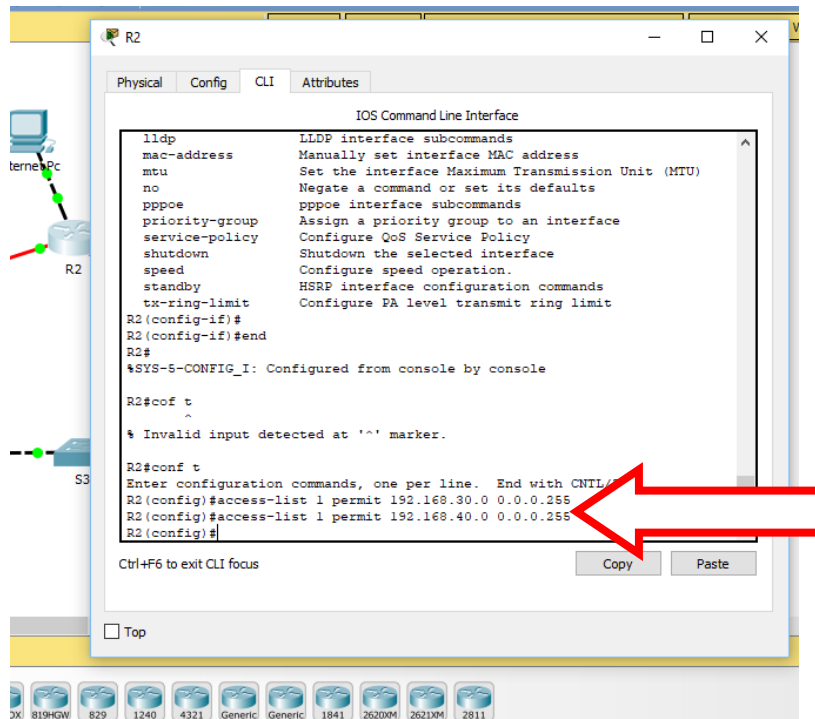 R2
Physical Config CLI Attributes
IOS Command Line Interface
lldp LLDP interface subcommands
mac-address Manually set interface MAC address
mtu Set the interface Maximum Transmission Unit (MTU)
no Negate a command or set its defaults
pppoe pppoe interface subcommands
priority-group Assign a priority group to an interface
service-policy Configure QoS Service Policy
shutdown Shutdown the selected interface
speed Configure speed operation.
standby HSRP interface configuration commands
tx-ring-limit Configure PA level transmit ring limit
R2(config-if)#
R2(config-if)#end
R2#
%SYS-5-CONFIG_I: Configured from console by console
R2#cof t
^
% Invalid input detected at '^' marker.
R2#conf t
Enter configuration commands, one per line. End with CNTL/
R2(config)#access-list 1 permit 192.168.30.0 0.0.0.255
R2(config)#access-list 1 permit 192.168.40.0 0.0.0.255
R2(config)#
Ctrl+F6 to exit CLI focus
Copy Paste
Top
ternet Pc
R2
S3
OX 819HGW 829 1240 4321 Generic Generic 1841 2620XM 2621XM 2811